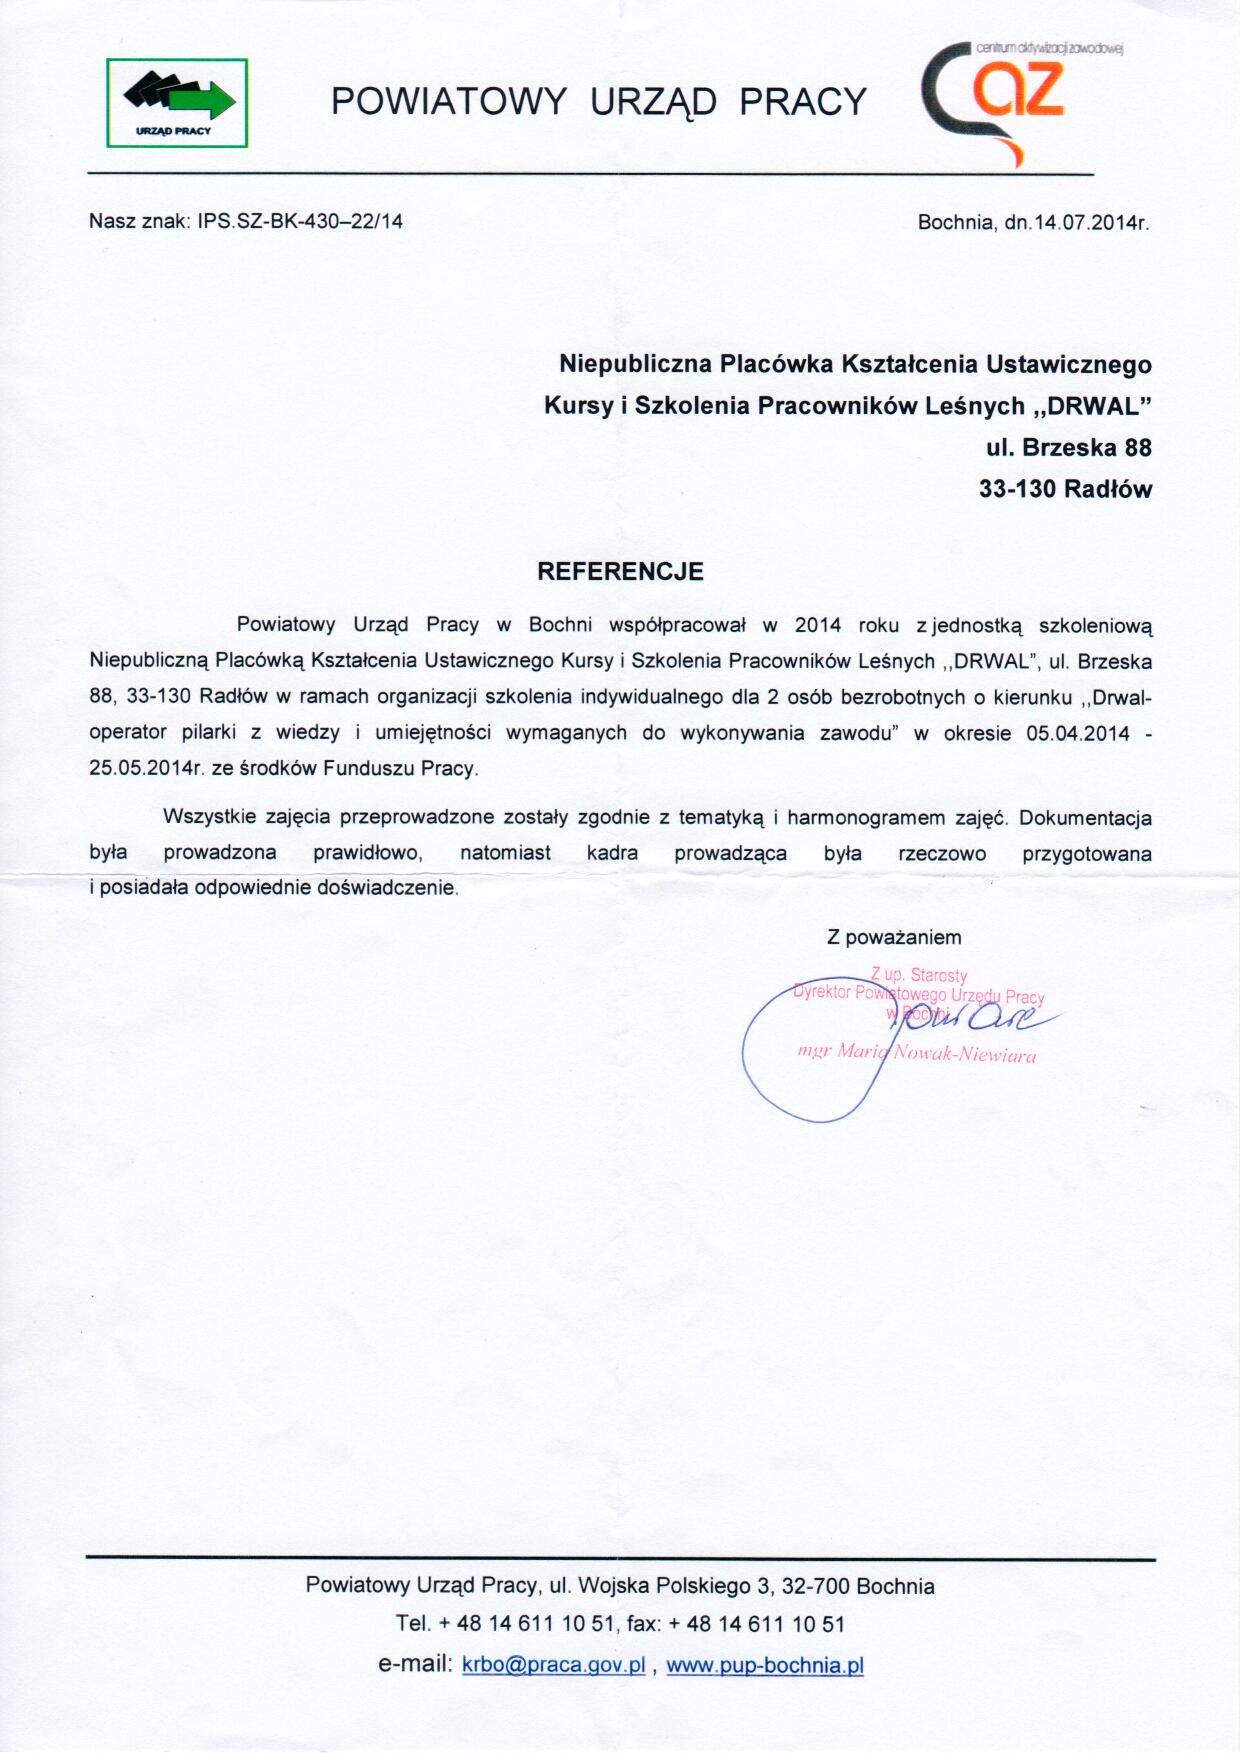 URZĄD PRACY
POWIATOWY URZĄD PRACY
centrum aktywizacji zawodowej
caz
Nasz znak: IPS.SZ-BK-430–22/14
Bochnia, dn.14.07.2014r.
Niepubliczna Placówka Kształcenia Ustawicznego
Kursy i Szkolenia Pracowników Leśnych ,,DRWAL”
ul. Brzeska 88
33-130 Radłów
REFERENCJE
Powiatowy Urząd Pracy w Bochni współpracował w 2014 roku z jednostką szkoleniową
Niepubliczną Placówką Kształcenia Ustawicznego Kursy i Szkolenia Pracowników Leśnych ,,DRWAL”, ul. Brzeska
88, 33-130 Radłów w ramach organizacji szkolenia indywidualnego dla 2 osób bezrobotnych o kierunku ,,Drwal-
operator pilarki z wiedzy i umiejętności wymaganych do wykonywania zawodu” w okresie 05.04.2014 -
25.05.2014r. ze środków Funduszu Pracy.
Wszystkie zajęcia przeprowadzone zostały zgodnie z tematyką i harmonogramem zajęć. Dokumentacja
była prowadzona prawidłowo, natomiast kadra prowadząca była rzeczowo przygotowana
i posiadała odpowiednie doświadczenie.
Z poważaniem
Z up. Starosty
Dyrektor Powiatowego Urzędu Pracy
w Bochni
mgr Maria Nowak-Niewiara
Powiatowy Urząd Pracy, ul. Wojska Polskiego 3, 32-700 Bochnia
Tel. + 48 14 611 10 51, fax: + 48 14 611 10 51
e-mail: krbo@praca.gov.pl , www.pup-bochnia.pl